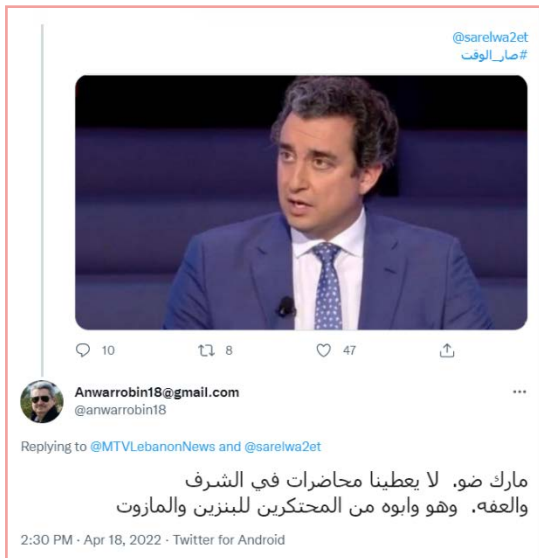 @sarelwa2et
#صار_الوقت
10 8 47
Anwarrobin18@gmail.com
@anwarrobin18
Replying to @MTVLebanonNews and @sarelwa2et
مارك ضو. لا يعطينا محاضرات في الشرف
والعفه. وهو وابوه من المحتكرين للبنزين والمازوت
2:30 PM · Apr 18, 2022 · Twitter for Android